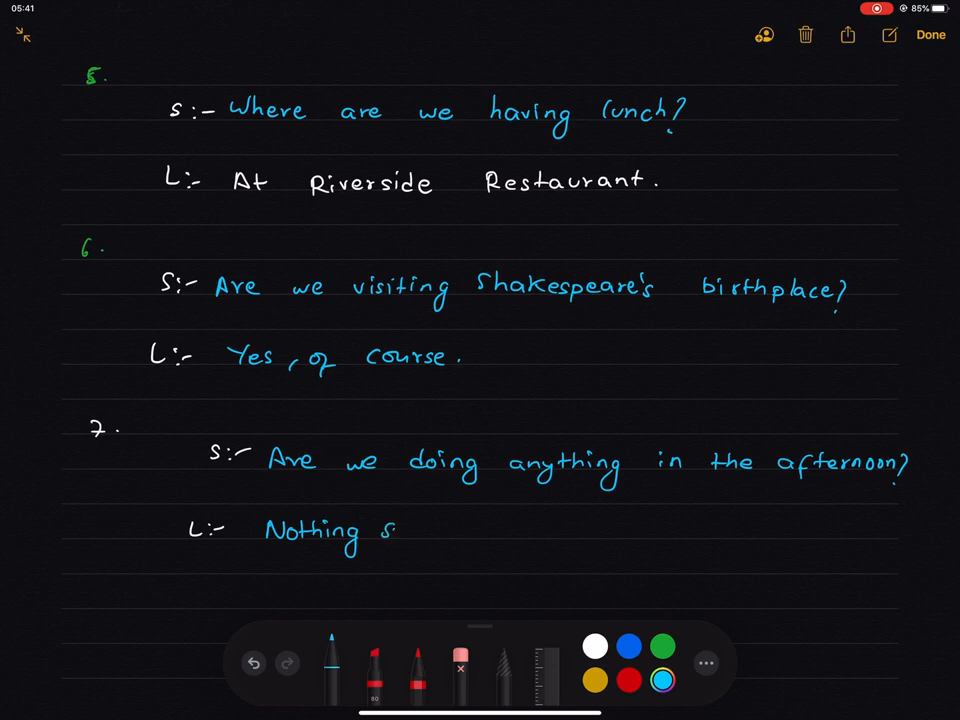 05:41
85%
Done
5.
S:- Where are we having lunch?
L:- At Riverside Restaurant.
6.
S:- Are we visiting Shakespeare's birthplace?
L:- Yes, of course.
7.
S:- Are we doing anything in the afternoon?
L:- Nothing s
80